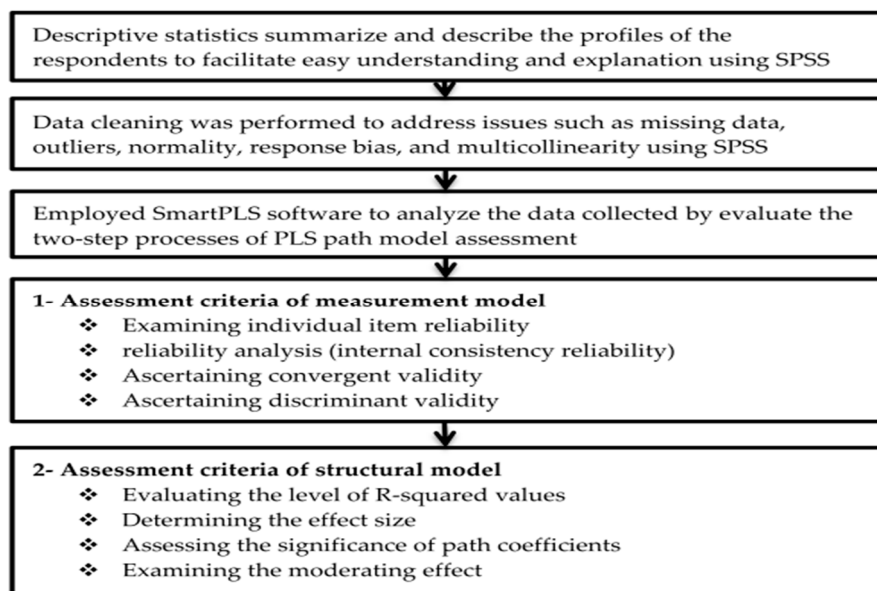 Descriptive statistics summarize and describe the profiles of the
respondents to facilitate easy understanding and explanation using SPSS
Data cleaning was performed to address issues such as missing data,
outliers, normality, response bias, and multicollinearity using SPSS
Employed SmartPLS software to analyze the data collected by evaluate the
two-step processes of PLS path model assessment
1- Assessment criteria of measurement model
❖ Examining individual item reliability
❖ reliability analysis (internal consistency reliability)
❖ Ascertaining convergent validity
❖ Ascertaining discriminant validity
2- Assessment criteria of structural model
❖ Evaluating the level of R-squared values
❖ Determining the effect size
❖ Assessing the significance of path coefficients
❖ Examining the moderating effect